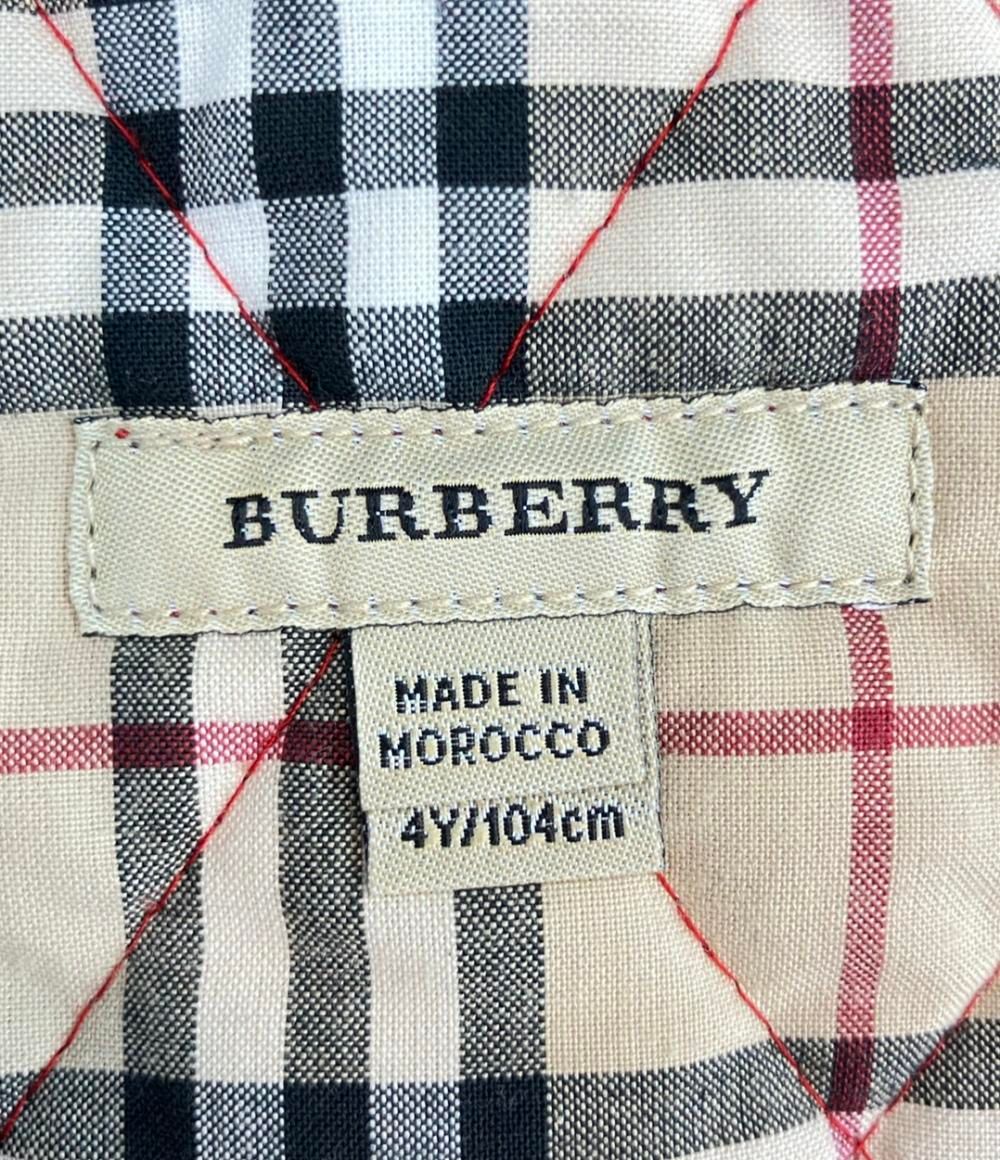 BURBERRY
MADE IN
MOROCCO
4Y/104cm